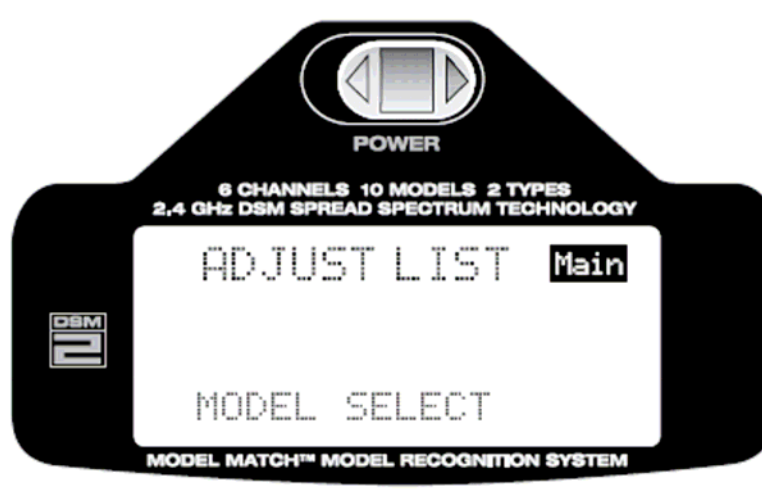 POWER
6 CHANNELS 10 MODELS 2 TYPES
2,4 GHz DSM SPREAD SPECTRUM TECHNOLOGY
ADJUST LIST Main
DSM
2
MODEL SELECT
MODEL MATCH™ MODEL RECOGNITION SYSTEM